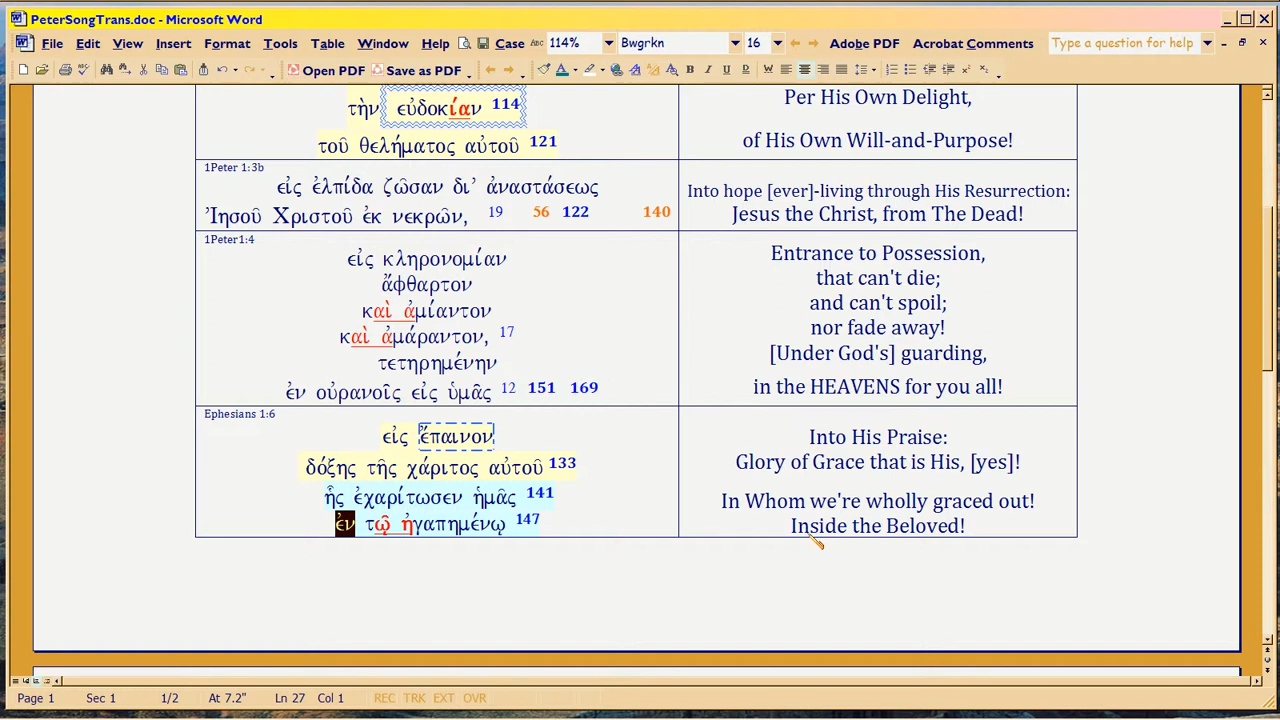 PeterSongTrans.doc - Microsoft Word
File Edit View Insert Format Tools Table Window Help Case 114% Bwgrkn 16 Adobe PDF Acrobat Comments Type a question for help
Open PDF Save as PDF
τὴν εὐδοκίαν 114
τοῦ θελήματος αὐτοῦ 121
Per His Own Delight,
of His Own Will-and-Purpose!
1Peter 1:3b
εἰς ἐλπίδα ζῶσαν δι’ ἀναστάσεως
Ἰησοῦ Χριστοῦ ἐκ νεκρῶν, 19 56 122 140
Into hope [ever]-living through His Resurrection:
Jesus the Christ, from The Dead!
1Peter1:4
εἰς κληρονομίαν
ἄφθαρτον
καὶ ἀμίαντον
καὶ ἀμάραντον, 17
τετηρημένην
ἐν οὐρανοῖς εἰς ὑμᾶς 12 151 169
Entrance to Possession,
that can't die;
and can't spoil;
nor fade away!
[Under God's] guarding,
in the HEAVENS for you all!
Ephesians 1:6
εἰς ἔπαινον
δόξης τῆς χάριτος αὐτοῦ 133
ἧς ἐχαρίτωσεν ἡμᾶς 141
ἐν τῷ ἠγαπημένῳ 147
Into His Praise:
Glory of Grace that is His, [yes]!
In Whom we're wholly graced out!
Inside the Beloved!
Page 1 Sec 1 1/2 At 7.2" Ln 27 Col 1 REC TRK EXT OVR